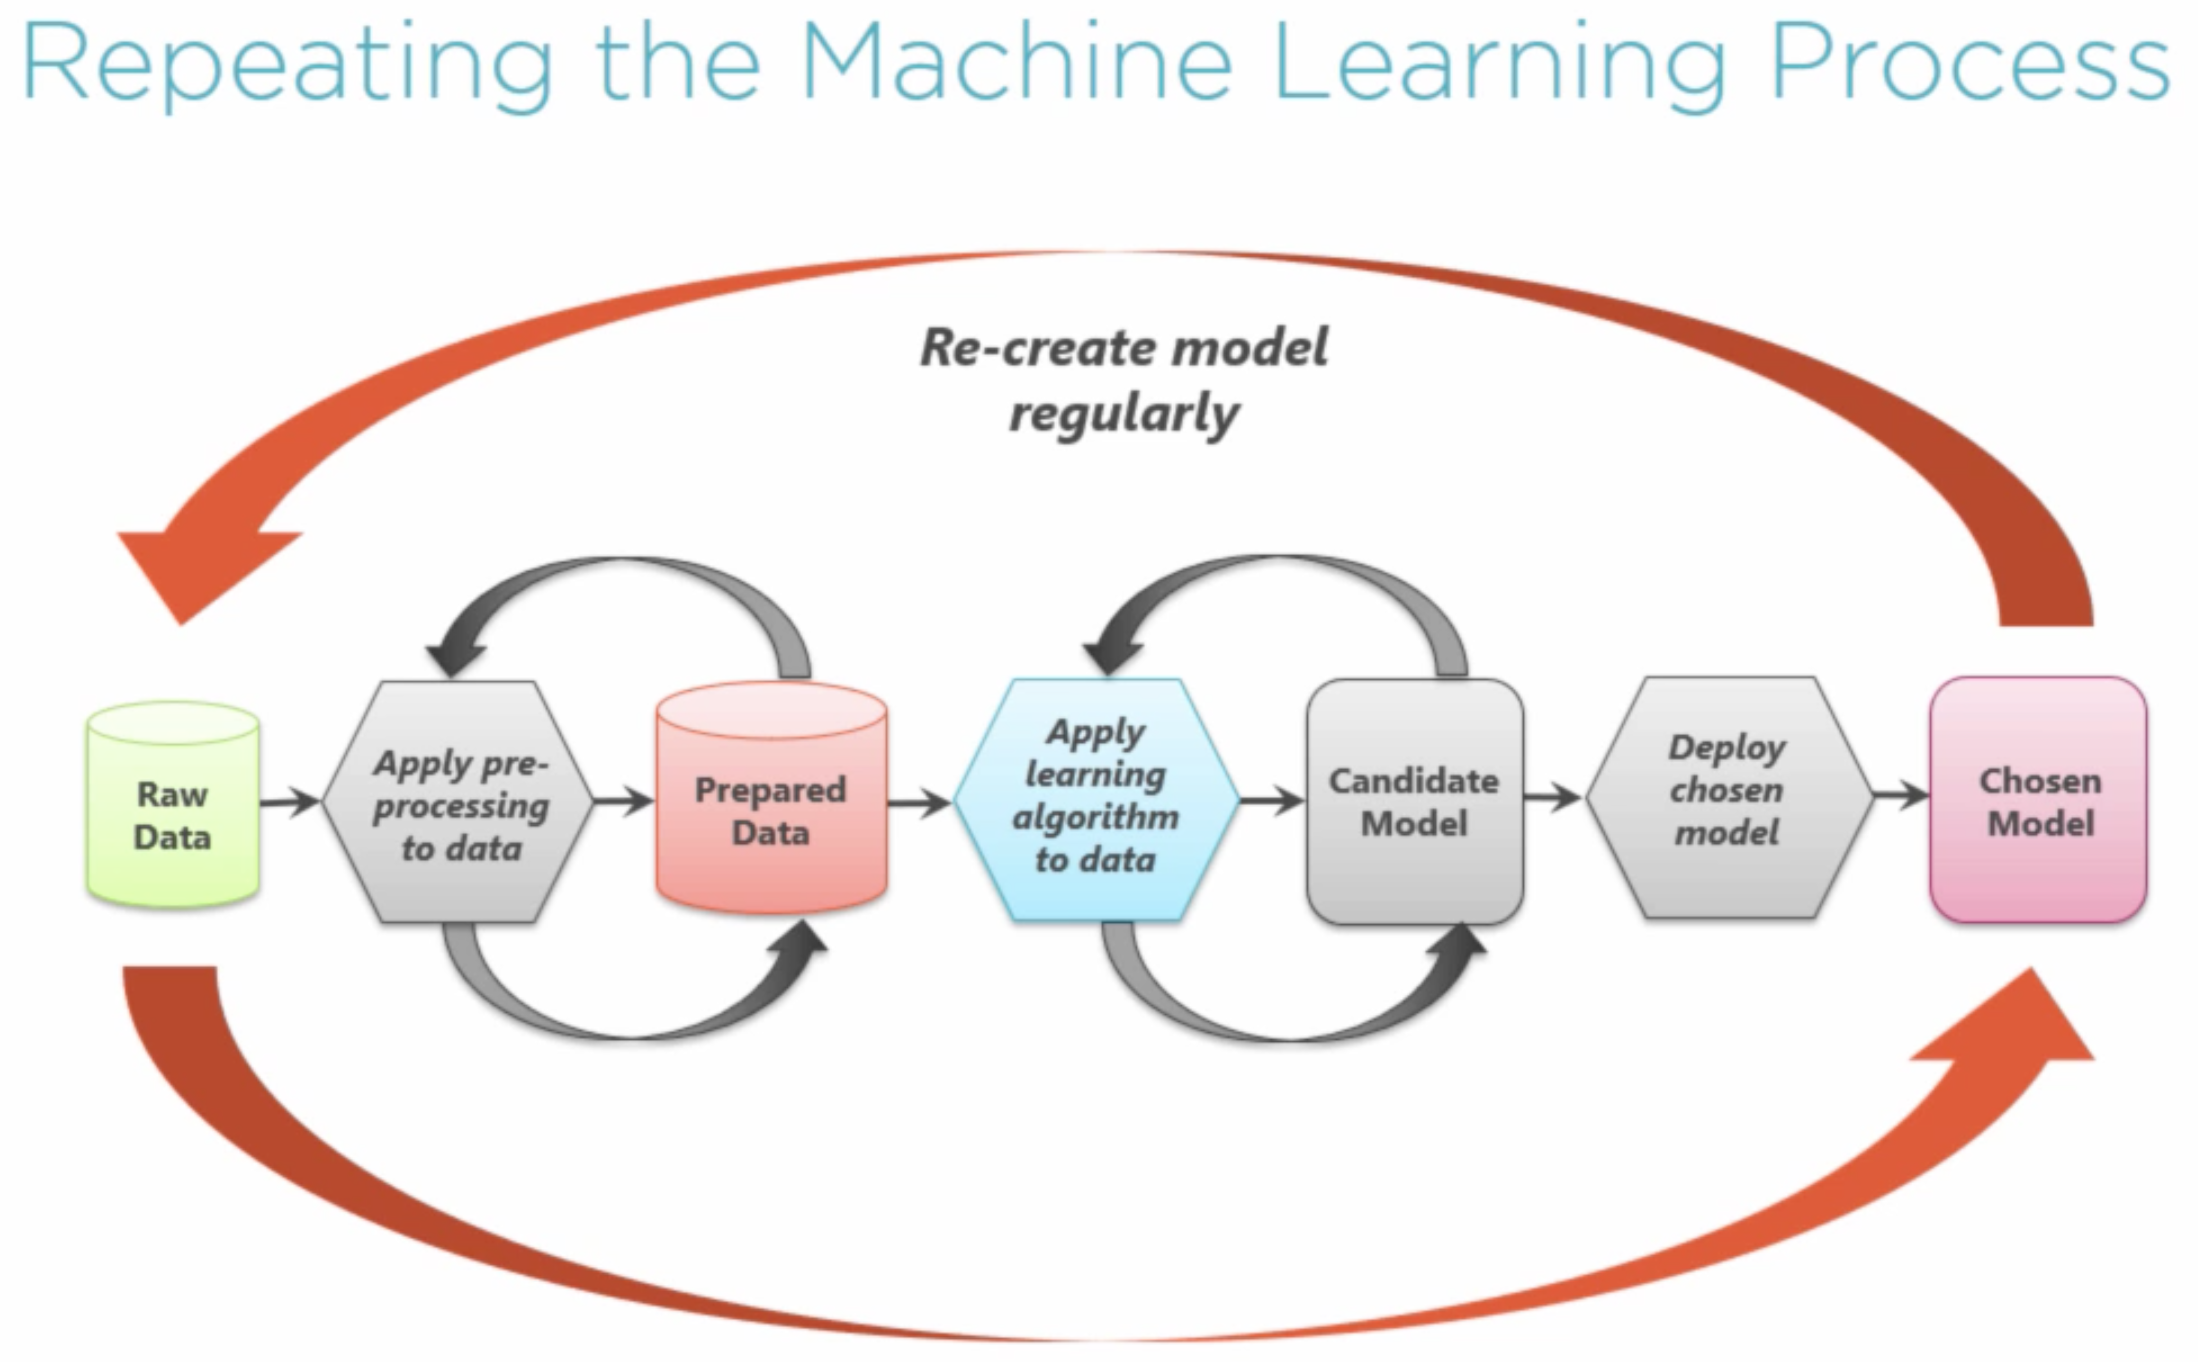 Repeating the Machine Learning Process
Re-create model
regularly
Raw
Data
Apply pre-
processing
to data
Prepared
Data
Apply
learning
algorithm
to data
Candidate
Model
Deploy
chosen
model
Chosen
Model